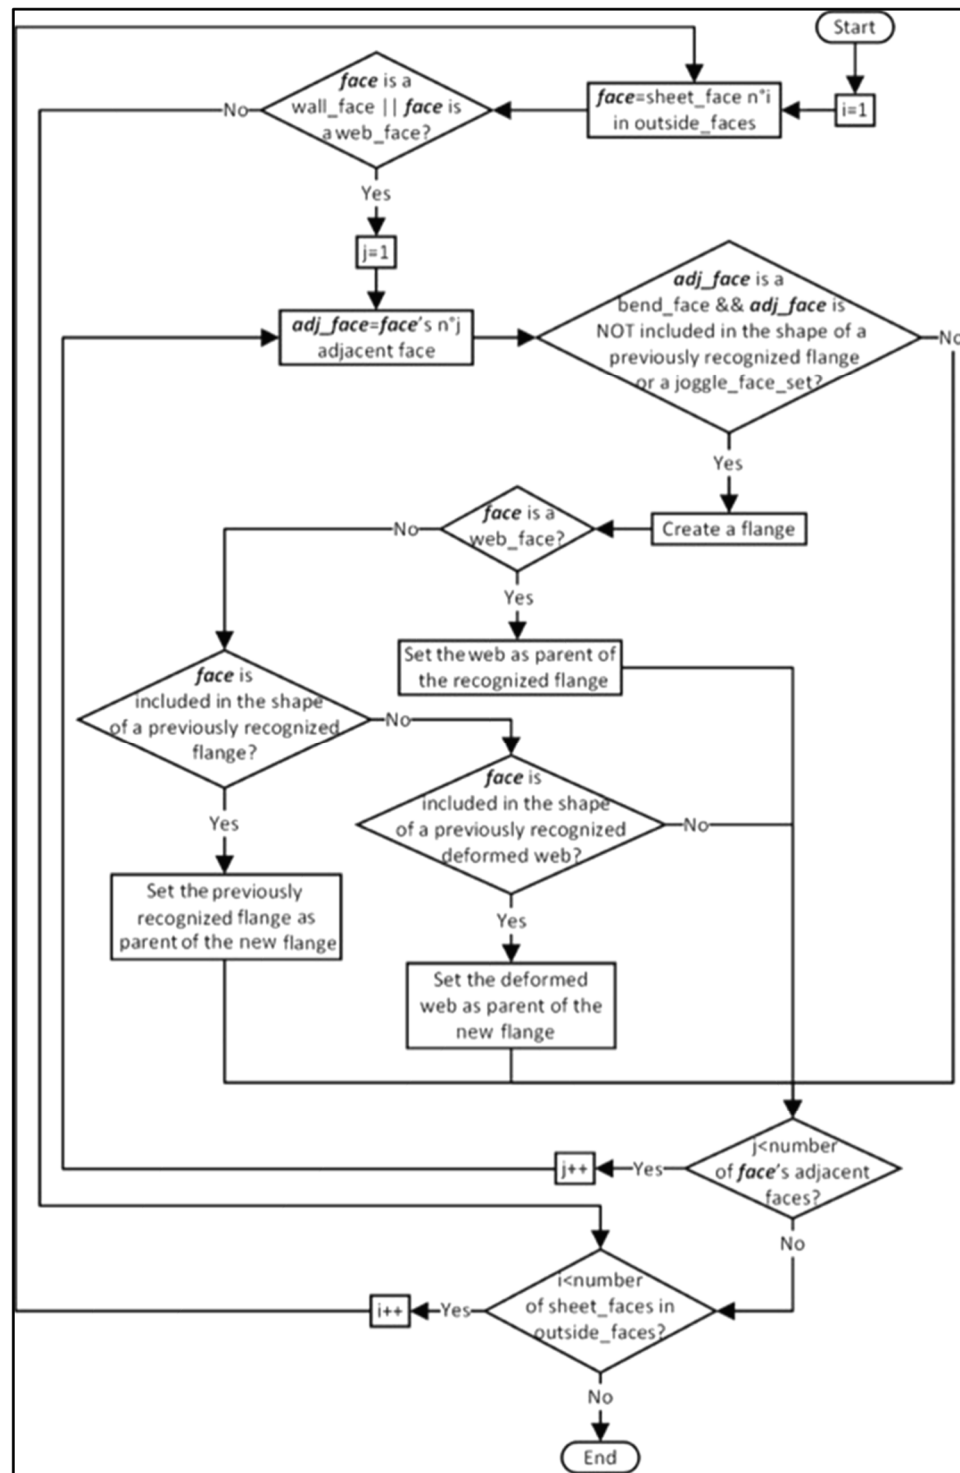 Start
i=1
face=sheet_face n°i
in outside_faces
face is a
wall_face || face is
a web_face?
No
Yes
j=1
adj_face=face's n°j
adjacent face
adj_face is a
bend_face && adj_face is
NOT included in the shape of a
previously recognized flange
or a joggle_face_set?
No
Yes
Create a flange
face is a
web_face?
No
Yes
Set the web as parent of
the recognized flange
face is
included in the shape
of a previously recognized
flange?
No
Yes
face is
included in the shape
of a previously recognized
deformed web?
No
Yes
Set the previously
recognized flange as
parent of the new flange
Set the deformed
web as parent of the
new flange
j<number
of face's adjacent
faces?
Yes
j++
No
i<number
of sheet_faces in
outside_faces?
Yes
i++
No
End